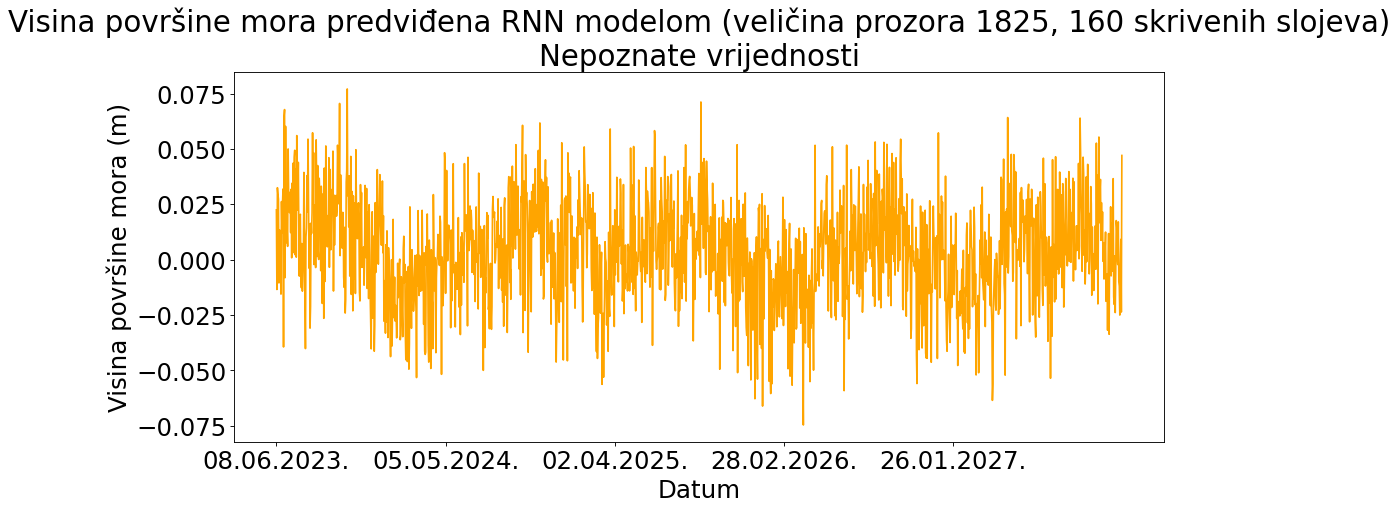 Visina površine mora predviđena RNN modelom (veličina prozora 1825, 160 skrivenih slojeva)
Nepoznate vrijednosti
Visina površine mora (m)
0.075
0.050
0.025
0.000
−0.025
−0.050
−0.075
08.06.2023. 05.05.2024. 02.04.2025. 28.02.2026. 26.01.2027.
Datum